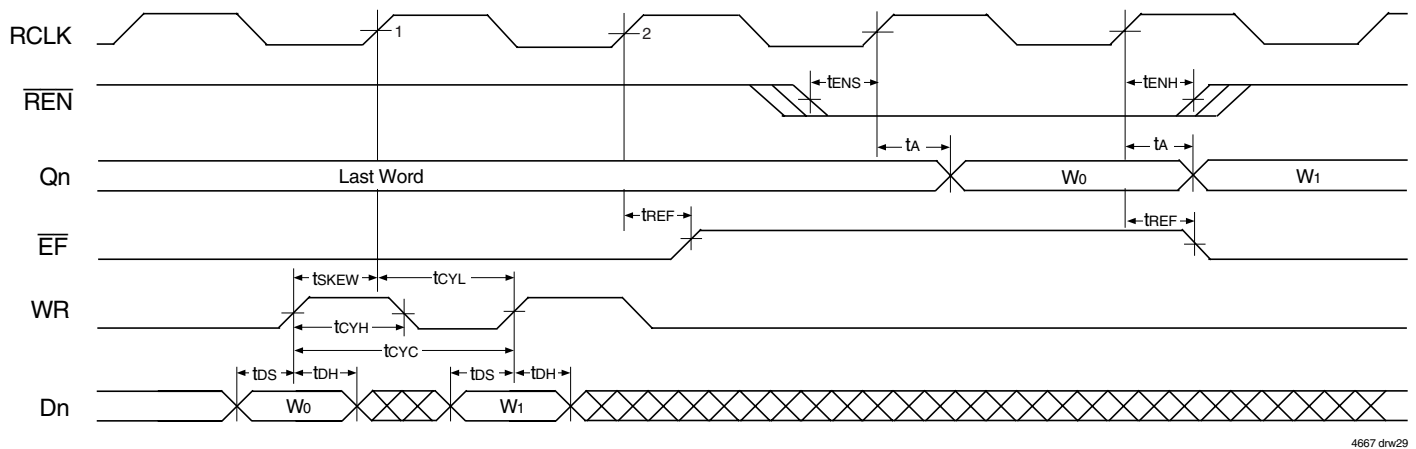 RCLK
1
2
tENS
tENH
REN
tA
tA
Qn
Last Word
W0
W1
tREF
tREF
EF
tSKEW
tCYL
WR
tCYH
tCYC
tDS
tDH
tDS
tDH
Dn
W0
W1
4667 drw29